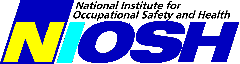 National Institute for
Occupational Safety and Health
NIOSH